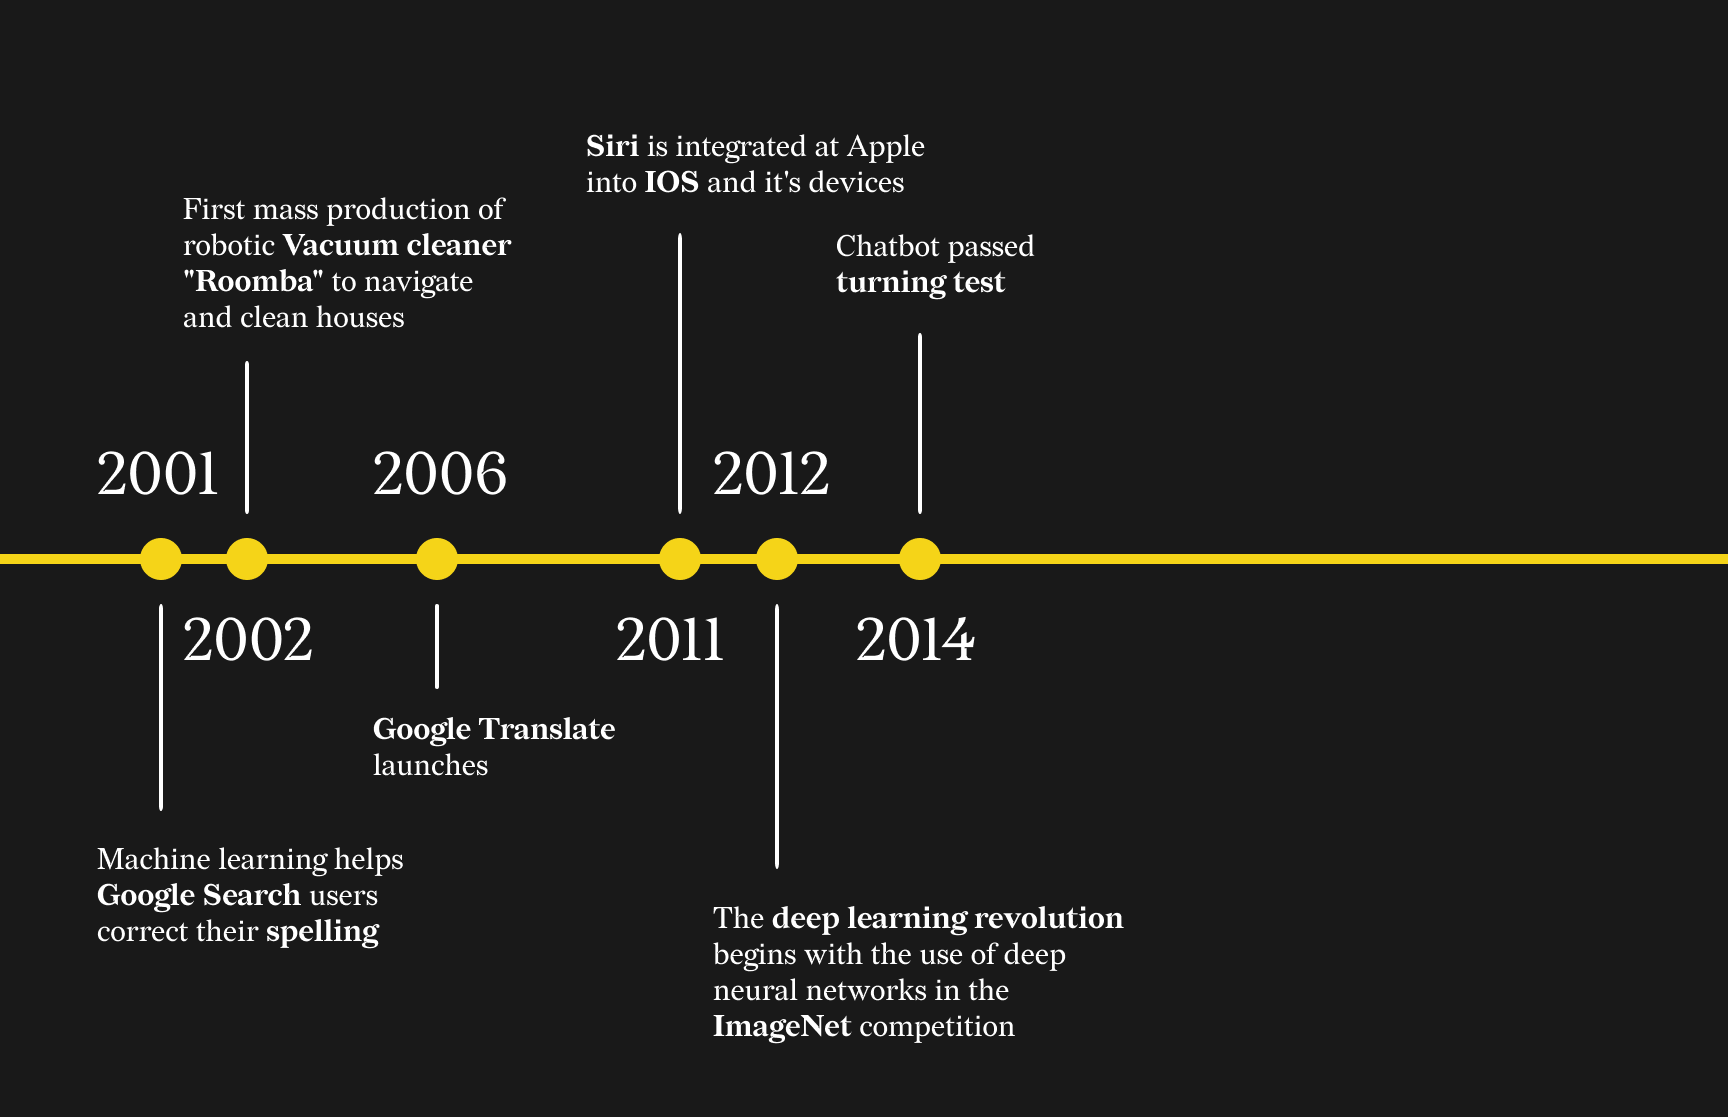 Siri is integrated at Apple
into IOS and it's devices
First mass production of
robotic Vacuum cleaner
"Roomba" to navigate
and clean houses
Chatbot passed
turning test
2001
2006
2012
2002
2011
2014
Google Translate
launches
Machine learning helps
Google Search users
correct their spelling
The deep learning revolution
begins with the use of deep
neural networks in the
ImageNet competition